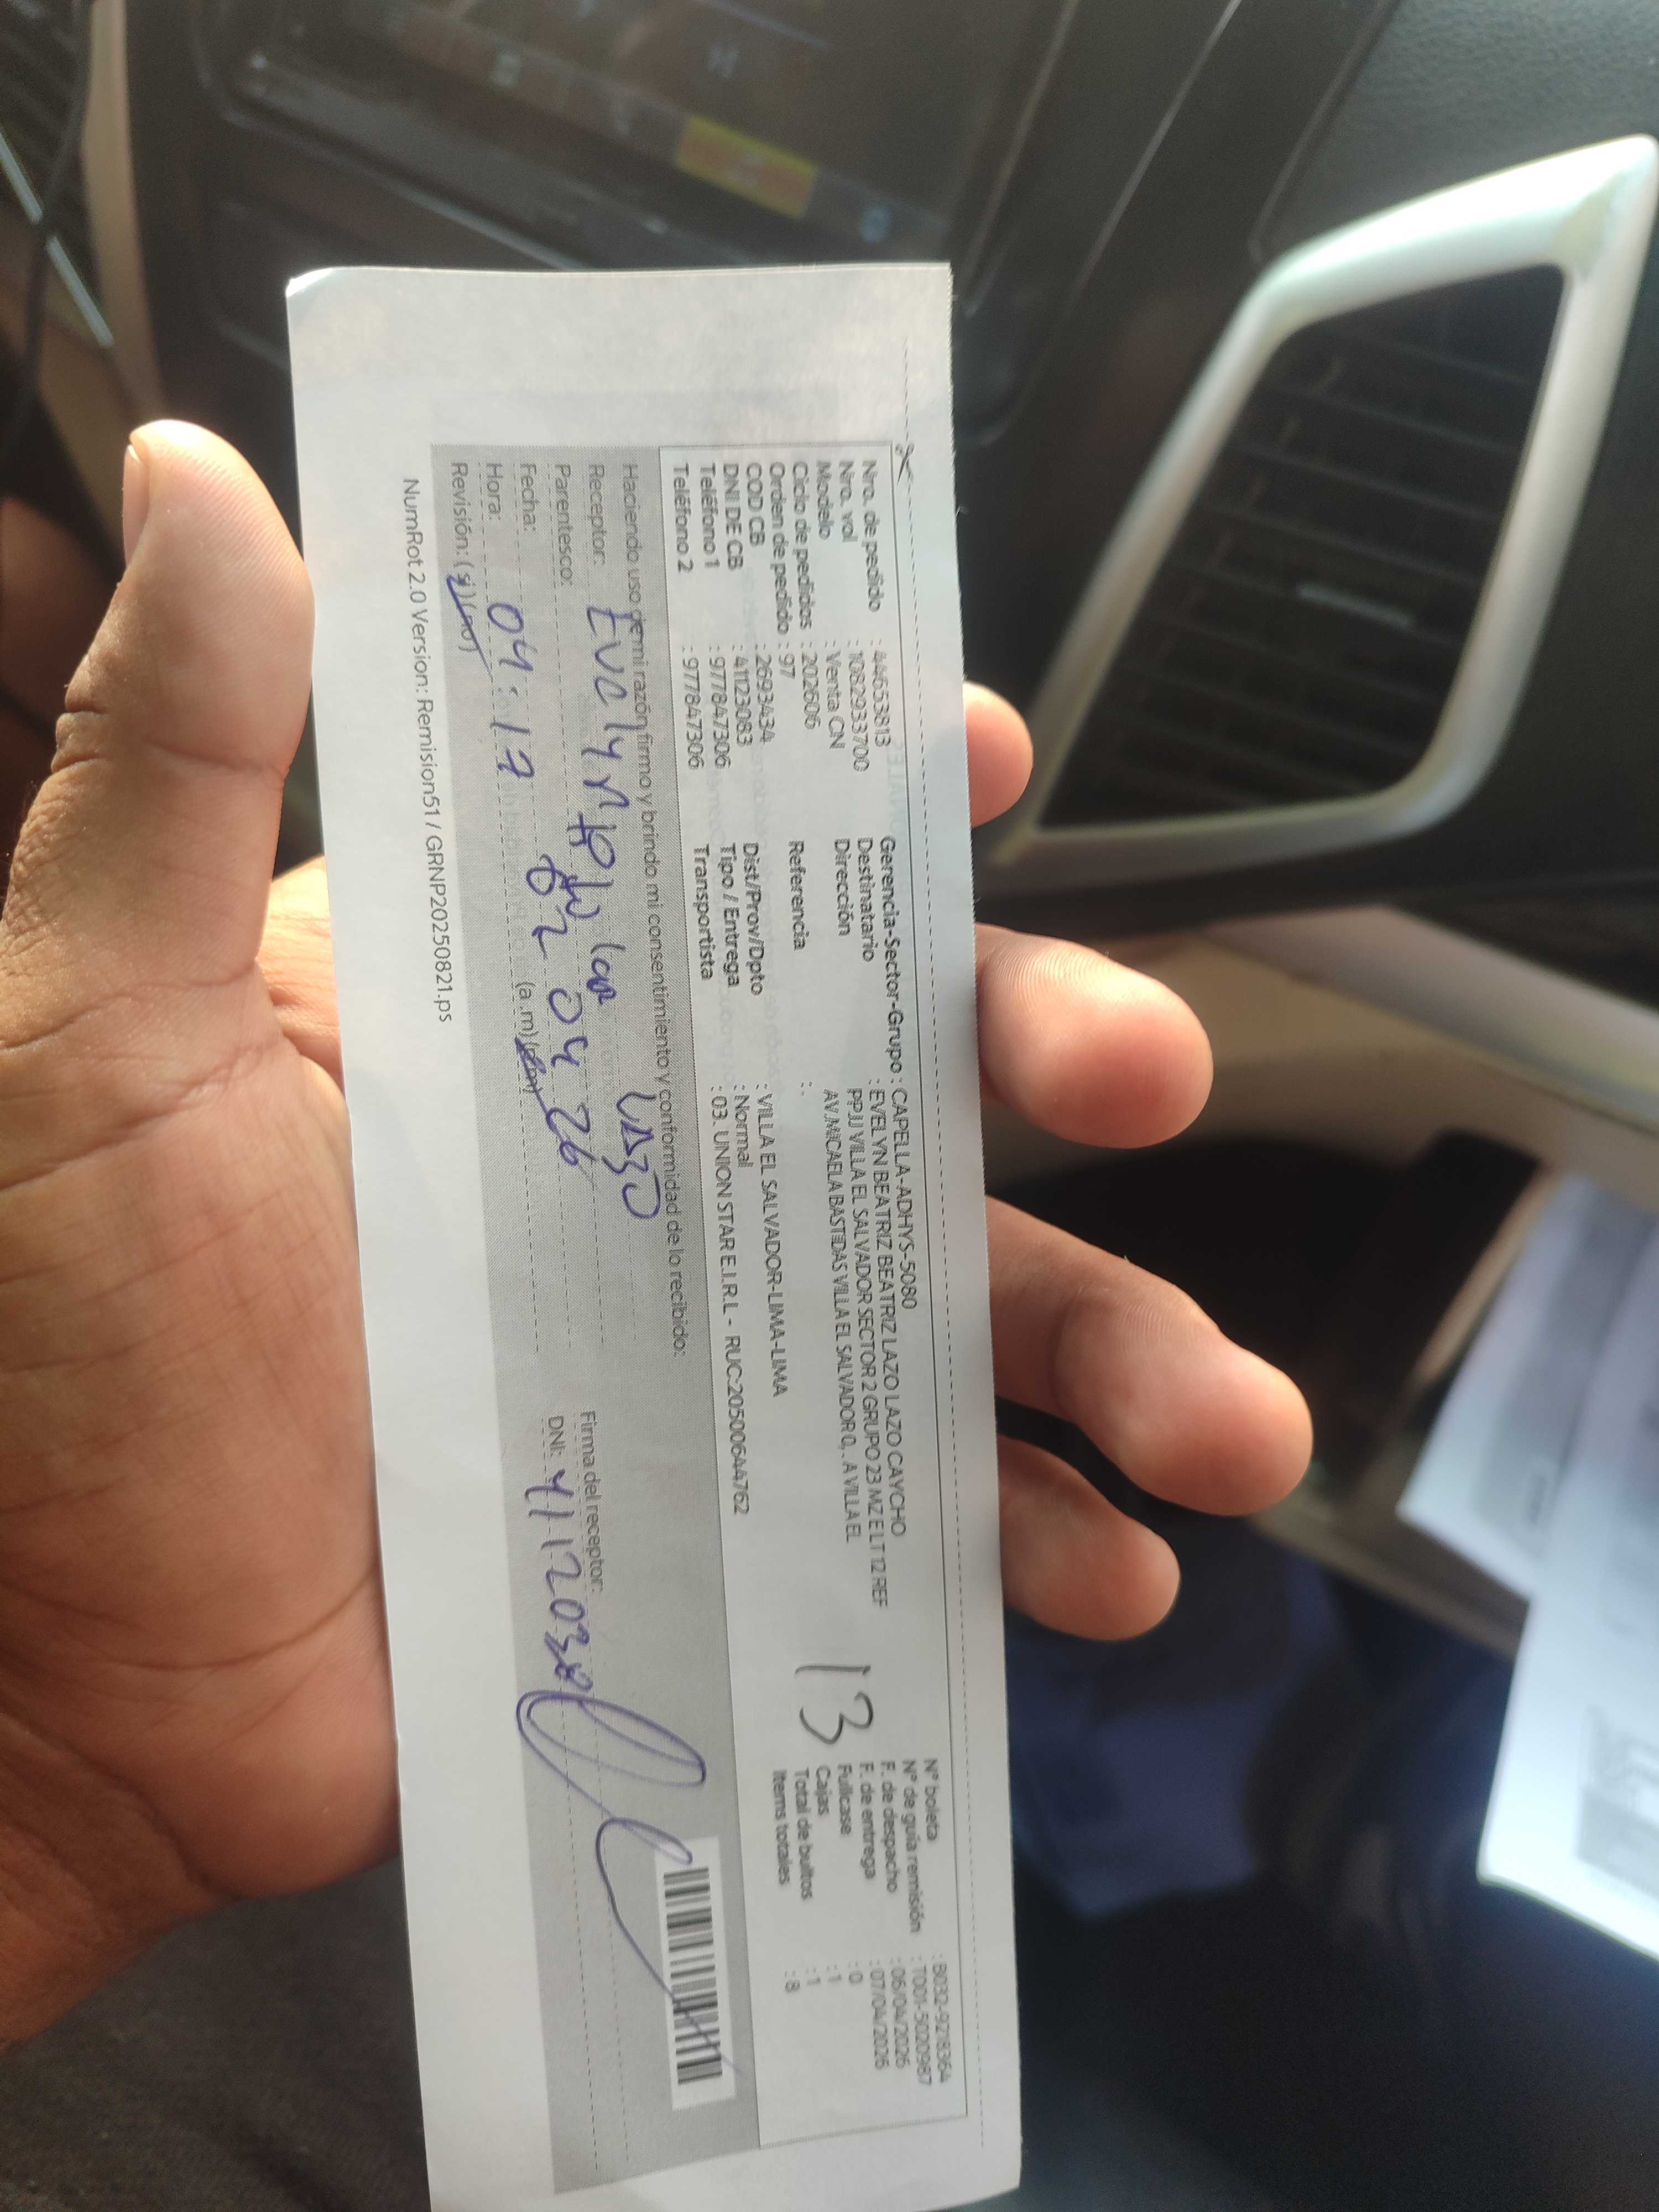 Nro. de pedido : 44653813
Nro. vol : 1082933700
Modelo : Venta CN
Ciclo de pedidos : 202606
Orden de pedido : 97
COD CB : 2693434
DNI DE CB : 41123083
Teléfono 1 : 977847306
Teléfono 2 : 977847306
Gerencia-Sector-Grupo : CAPELLA-ADHYS-5080
Destinatario : EVELYN BEATRIZ BEATRIZ LAZO LAZO CAYCHO
Dirección PPJJ VILLA EL SALVADOR SECTOR 2 GRUPO 23 MZ E LT 12 REF
AV.MICAELA BASTIDAS VILLA EL SALVADOR 0, . A VILLA EL
Referencia : .
Dist/Prov/Dpto : VILLA EL SALVADOR-LIMA-LIMA
Tipo / Entrega : Normal
Transportista : 03. UNION STAR E.I.R.L - RUC:20500644762
13
N° boleta : B032-9218364
N° de guía remisión : T001-5020987
F. de despacho : 06/04/2026
F. de entrega : 07/04/2026
Fullcase : 0
Cajas : 1
Total de bultos : 1
Items totales : 8
Haciendo uso de mi razón firmo y brindo mi consentimiento y conformidad de lo recibido:
Receptor: Evelyn Lazo
Parentesco:
Fecha: 07 04 26
Hora: 04:17 (a.m) (p.m)
Revisión: (si) (no)
Firma del receptor:
DNI:
NumRot 2.0 Version: Remision51 / GRNP20250821.ps